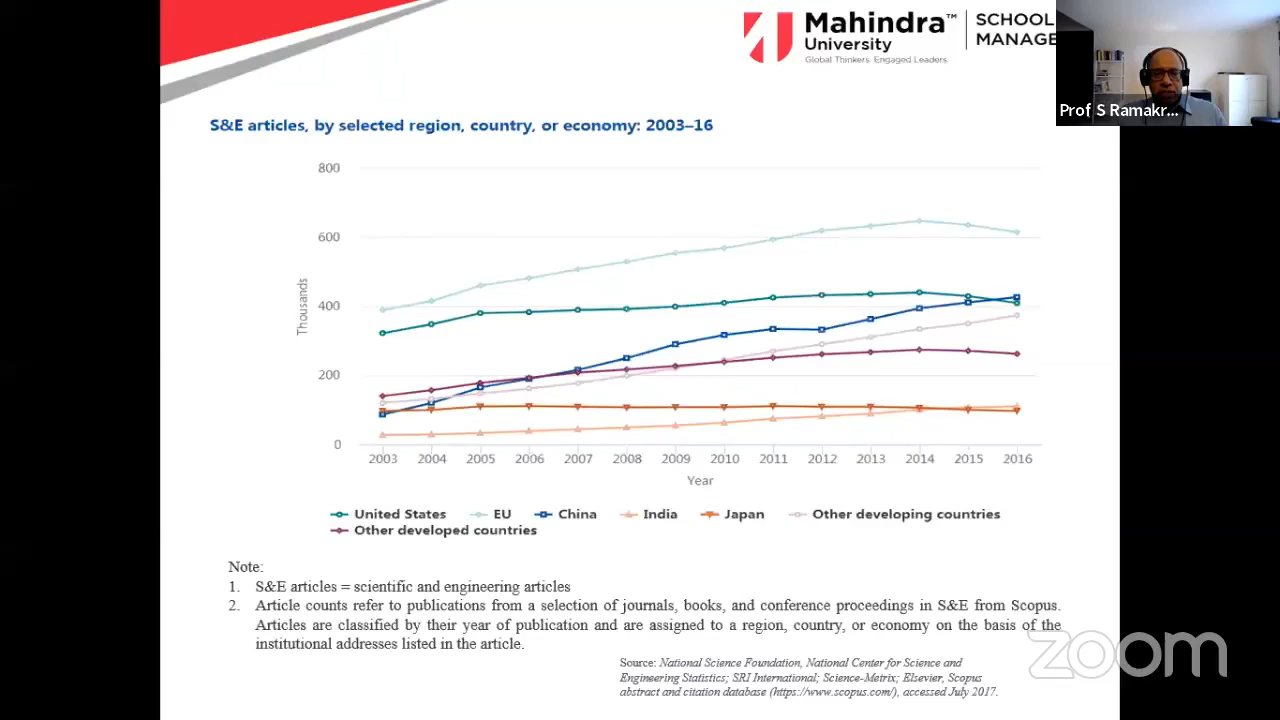 Mahindra™
University
Global Thinkers. Engaged Leaders.
SCHOOL
MANAGE
Prof S Ramakr...
S&E articles, by selected region, country, or economy: 2003–16
800
600
400
200
0
Thousands
2003 2004 2005 2006 2007 2008 2009 2010 2011 2012 2013 2014 2015 2016
Year
United States EU China India Japan Other developing countries
Other developed countries
Note:
1. S&E articles = scientific and engineering articles
2. Article counts refer to publications from a selection of journals, books, and conference proceedings in S&E from Scopus.
Articles are classified by their year of publication and are assigned to a region, country, or economy on the basis of the
institutional addresses listed in the article.
Source: National Science Foundation, National Center for Science and
Engineering Statistics; SRI International; Science-Metrix; Elsevier, Scopus
abstract and citation database (https://www.scopus.com/), accessed July 2017.
zoom